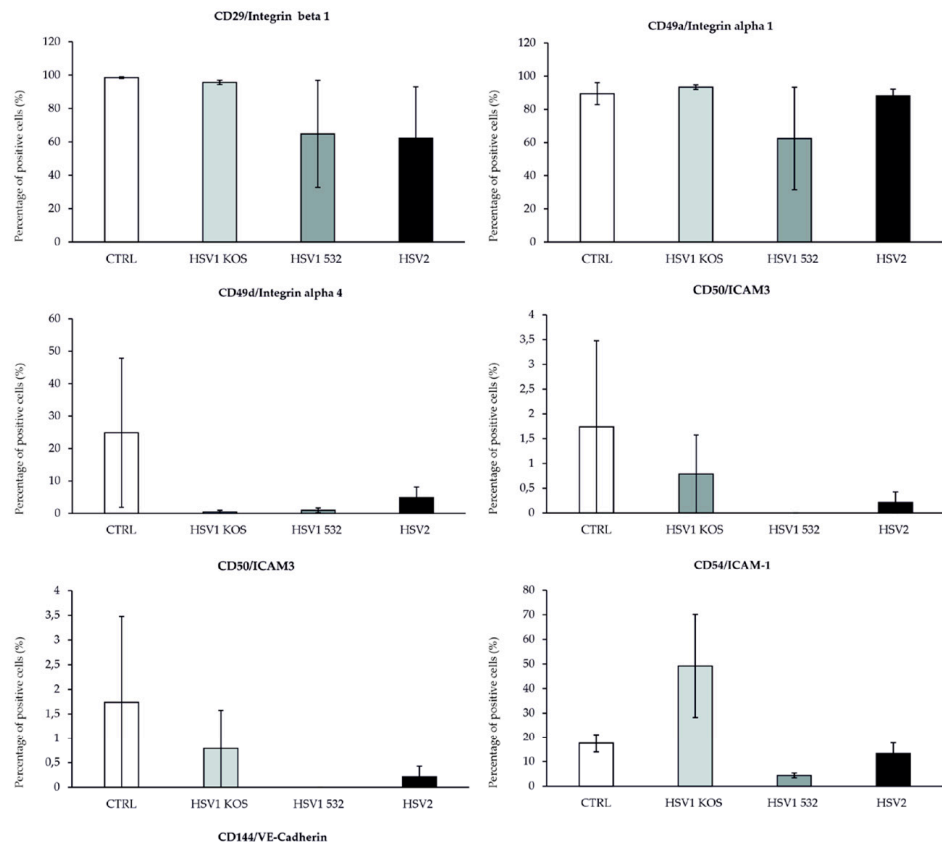 CD29/Integrin beta 1
Percentage of positive cells (%)
120
100
80
60
40
20
0
CTRL HSV1 KOS HSV1 532 HSV2
CD49a/Integrin alpha 1
Percentage of positive cells (%)
120
100
80
60
40
20
0
CTRL HSV1 KOS HSV1 532 HSV2
CD49d/Integrin alpha 4
Percentage of positive cells (%)
60
50
40
30
20
10
0
CTRL HSV1 KOS HSV1 532 HSV2
CD50/ICAM3
Percentage of positive cells (%)
4
3,5
3
2,5
2
1,5
1
0,5
0
CTRL HSV1 KOS HSV1 532 HSV2
CD50/ICAM3
Percentage of positive cells (%)
4
3,5
3
2,5
2
1,5
1
0,5
0
CTRL HSV1 KOS HSV1 532 HSV2
CD54/ICAM-1
Percentage of positive cells (%)
80
70
60
50
40
30
20
10
0
CTRL HSV1 KOS HSV1 532 HSV2
CD144/VE-Cadherin